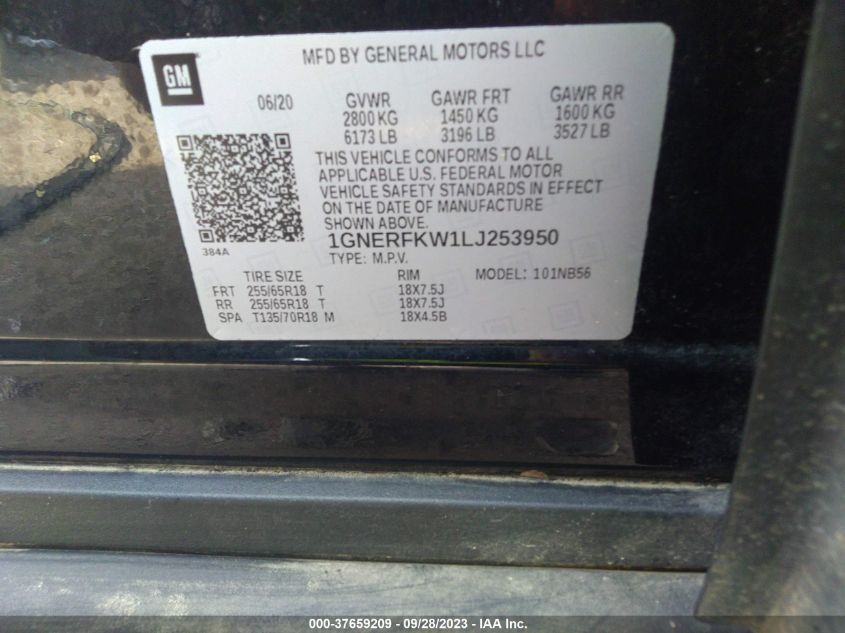 GM
MFD BY GENERAL MOTORS LLC
06/20 GVWR GAWR FRT GAWR RR
2800 KG 1450 KG 1600 KG
6173 LB 3196 LB 3527 LB
THIS VEHICLE CONFORMS TO ALL
APPLICABLE U.S. FEDERAL MOTOR
VEHICLE SAFETY STANDARDS IN EFFECT
ON THE DATE OF MANUFACTURE
SHOWN ABOVE.
384A
1GNERFKW1LJ253950
TYPE: M.P.V.
TIRE SIZE RIM MODEL: 101NB56
FRT 255/65R18 T 18X7.5J
RR 255/65R18 T 18X7.5J
SPA T135/70R18 M 18X4.5B
000-37659209 - 09/28/2023 - IAA Inc.